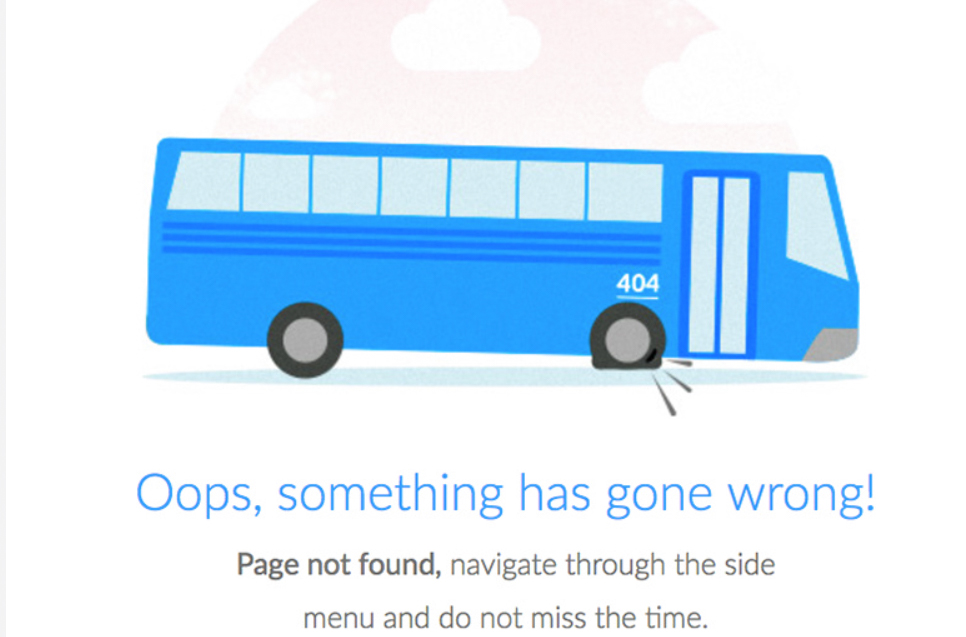 404
Oops, something has gone wrong!
Page not found, navigate through the side
menu and do not miss the time.